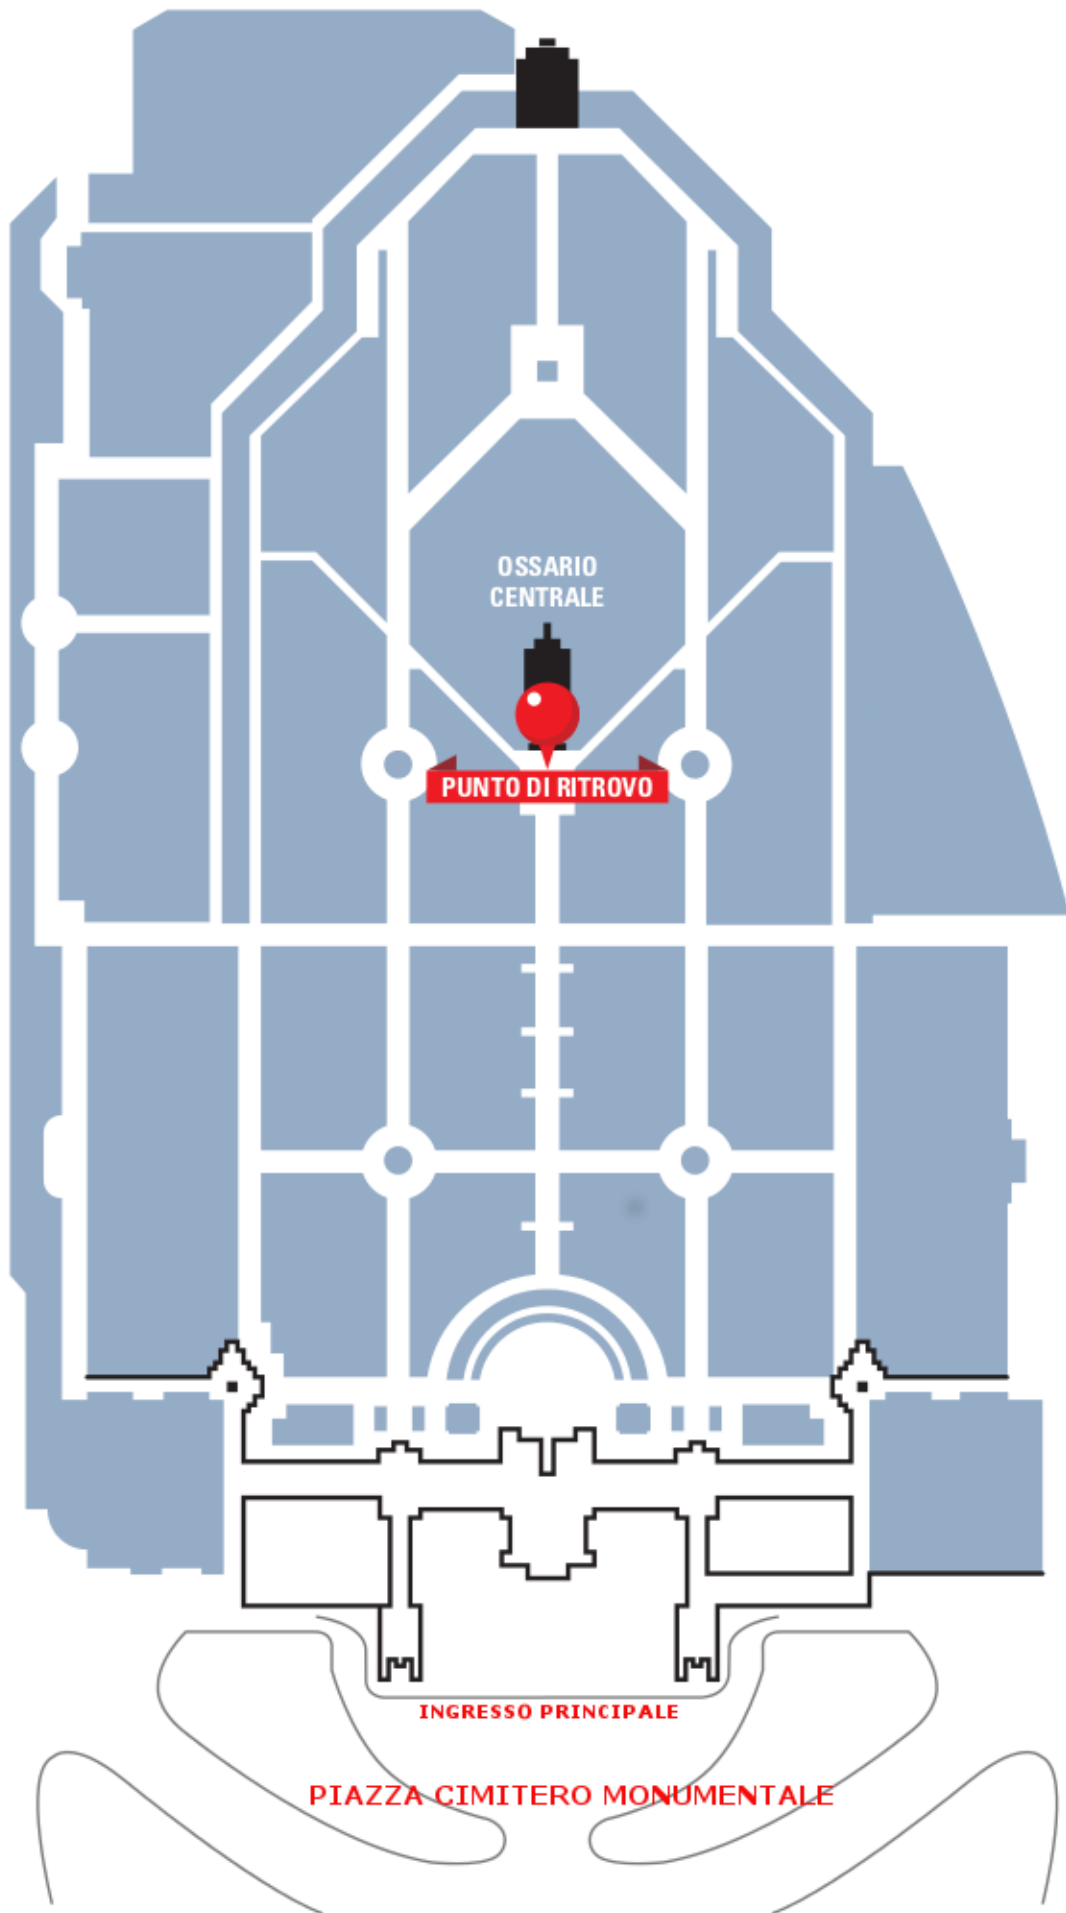 OSSARIO
CENTRALE
PUNTO DI RITROVO
INGRESSO PRINCIPALE
PIAZZA CIMITERO MONUMENTALE